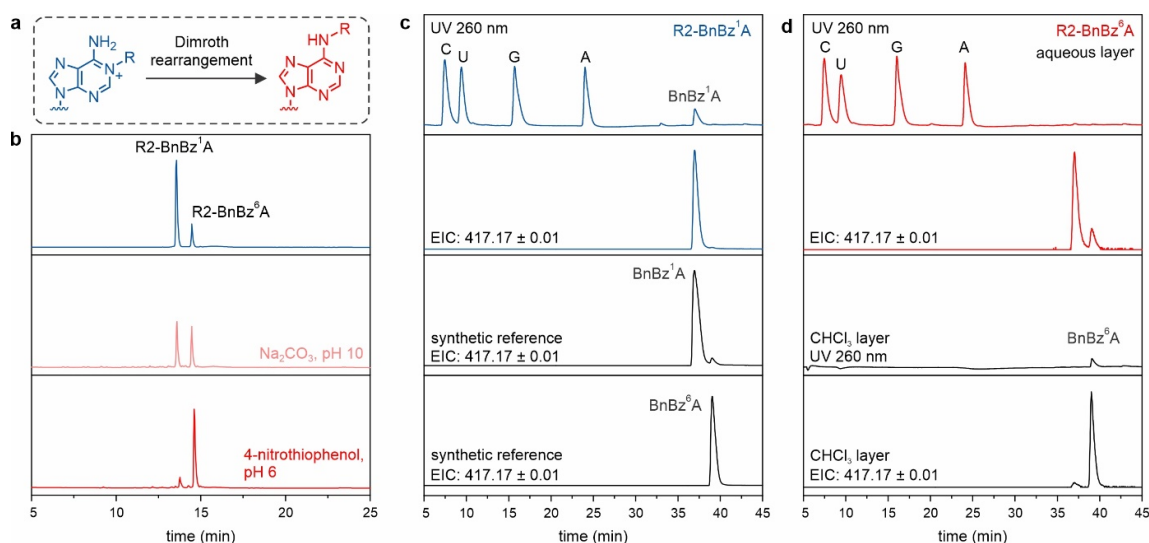 a
NH2
N
N
N+
R
N
Dimroth
rearrangement
HN
R
N
N
N
N
b
R2-BnBz¹A
R2-BnBz⁶A
Na₂CO₃, pH 10
4-nitrothiophenol,
pH 6
5 10 15 20 25
time (min)
c
UV 260 nm
R2-BnBz¹A
C U G A
BnBz¹A
EIC: 417.17 ± 0.01
BnBz¹A
synthetic reference
EIC: 417.17 ± 0.01
BnBz⁶A
synthetic reference
EIC: 417.17 ± 0.01
5 10 15 20 25 30 35 40 45
time (min)
d
UV 260 nm
R2-BnBz⁶A
aqueous layer
C U G A
EIC: 417.17 ± 0.01
CHCl₃ layer
UV 260 nm
BnBz⁶A
CHCl₃ layer
EIC: 417.17 ± 0.01
5 10 15 20 25 30 35 40 45
time (min)